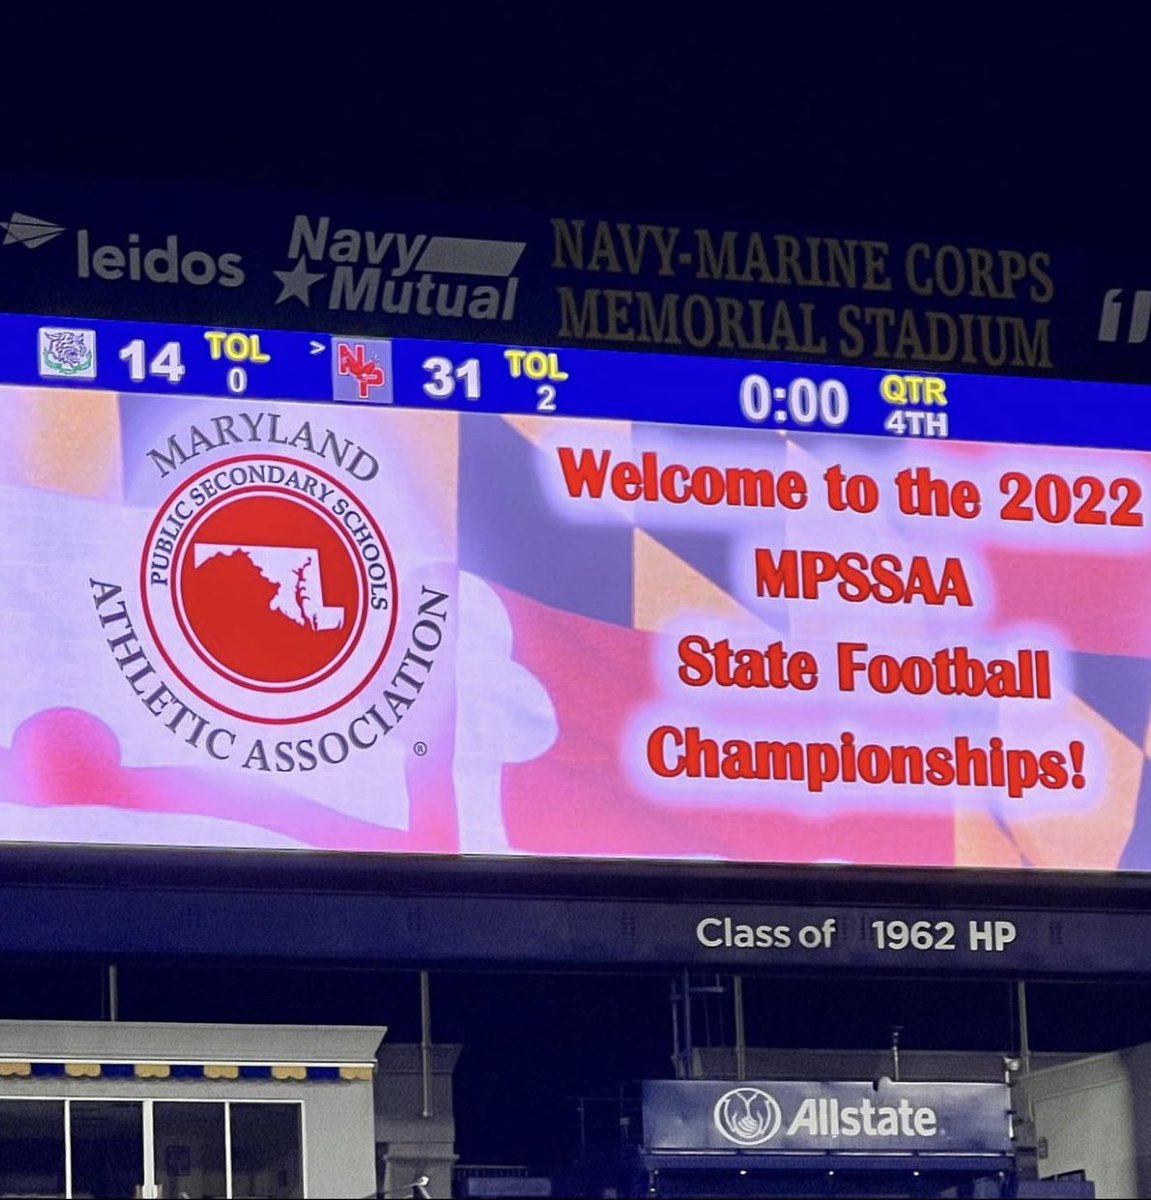 leidos
Navy
Mutual
NAVY-MARINE CORPS
MEMORIAL STADIUM
14 TOL 0 > NP 31 TOL 2 0:00 QTR 4TH
MARYLAND
PUBLIC SECONDARY SCHOOLS
ATHLETIC ASSOCIATION
®
Welcome to the 2022
MPSSAA
State Football
Championships!
Class of 1962 HP
Allstate